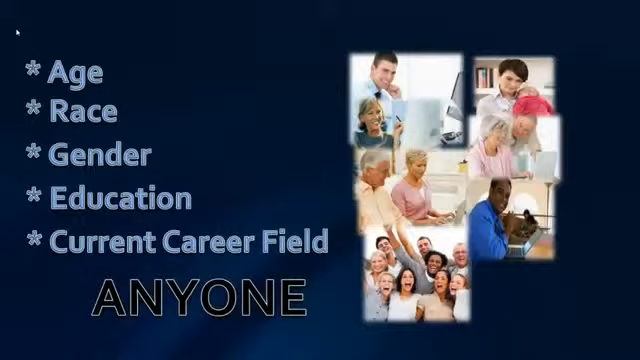 * Age
* Race
* Gender
* Education
* Current Career Field
ANYONE